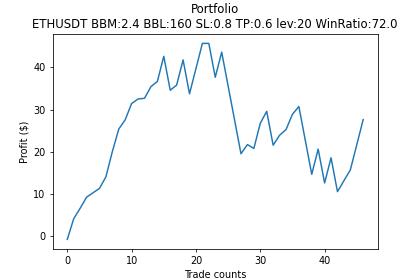 Portfolio
ETHUSDT BBM:2.4 BBL:160 SL:0.8 TP:0.6 lev:20 WinRatio:72.0
Profit ($)
40
30
20
10
0
0 10 20 30 40
Trade counts